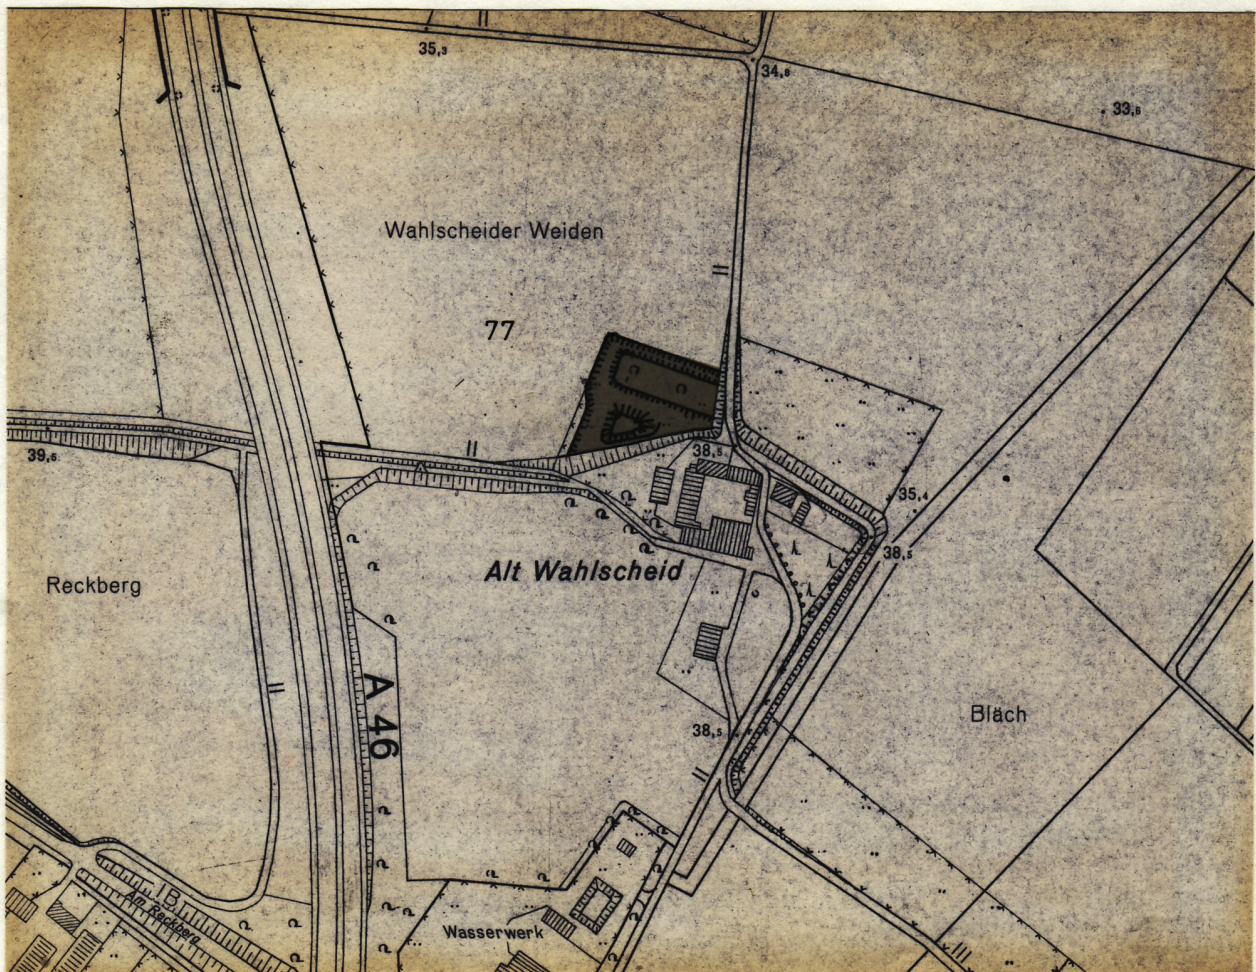 35,3
34,8
33,6
Wahlscheider Weiden
77
39,5
38,5
35,4
38,5
Alt Wahlscheid
Reckberg
A 46
Bläch
38,5
Am Reckberg
Wasserwerk